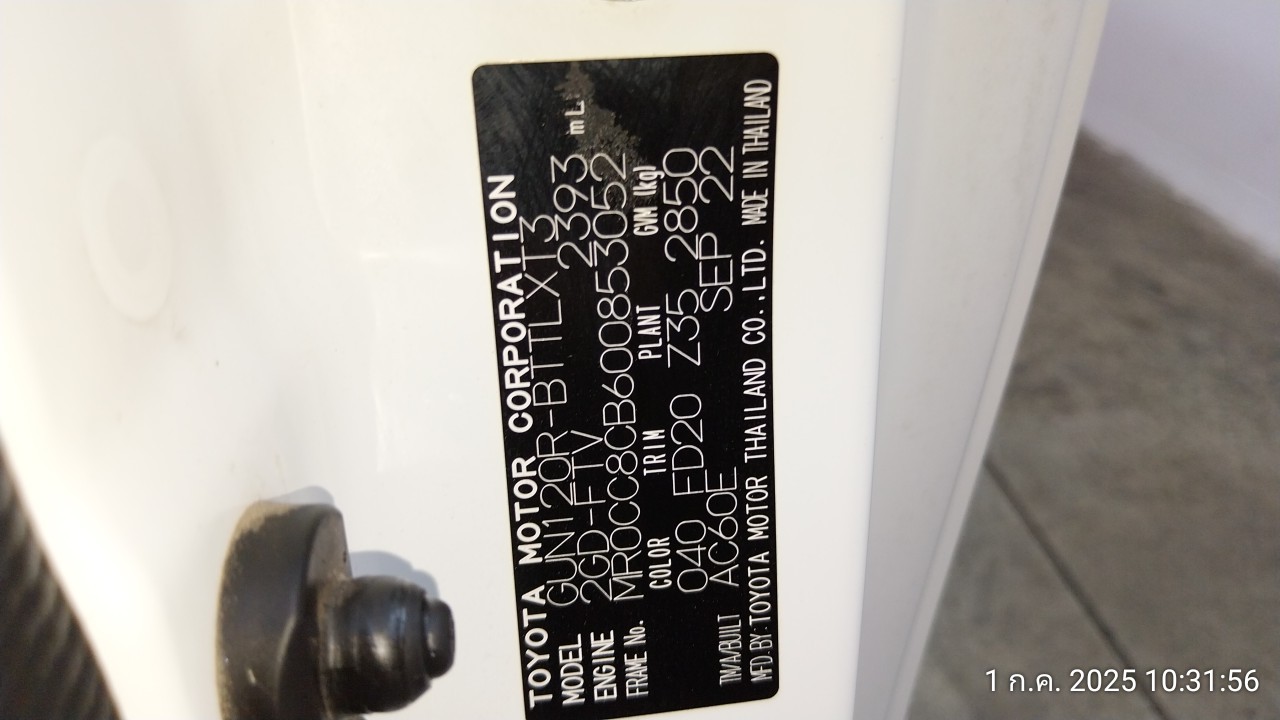 TOYOTA MOTOR CORPORATION
MODEL GUN120R-BTTLXT3
ENGINE 2GD-FTV 2393 mL.
FRAME No. MR0CC8CB600853052
COLOR TRIM PLANT GVM (kg)
040 FD20 Z35 2850
TM/A/BUILT AC60E SEP 22
MFD.BY:TOYOTA MOTOR THAILAND CO.,LTD. MADE IN THAILAND
1 ก.ค. 2025 10:31:56